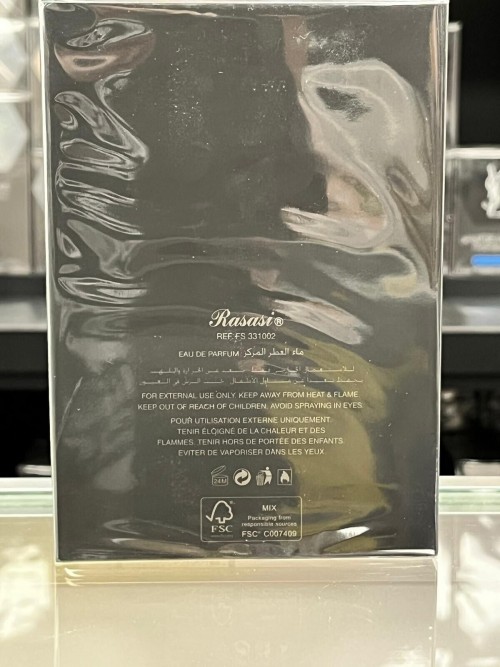 Rasasi®
REF.FS 331002
EAU DE PARFUM ماء العطر المركز
FOR EXTERNAL USE ONLY. KEEP AWAY FROM HEAT & FLAME.
KEEP OUT OF REACH OF CHILDREN. AVOID SPRAYING IN EYES.
POUR UTILISATION EXTERNE UNIQUEMENT.
TENIR ÉLOIGNÉ DE LA CHALEUR ET DES
FLAMMES. TENIR HORS DE PORTÉE DES ENFANTS.
EVITER DE VAPORISER DANS LES YEUX.
24M
MIX
Packaging from
responsible sources
FSC
FSC® C007409
YSL